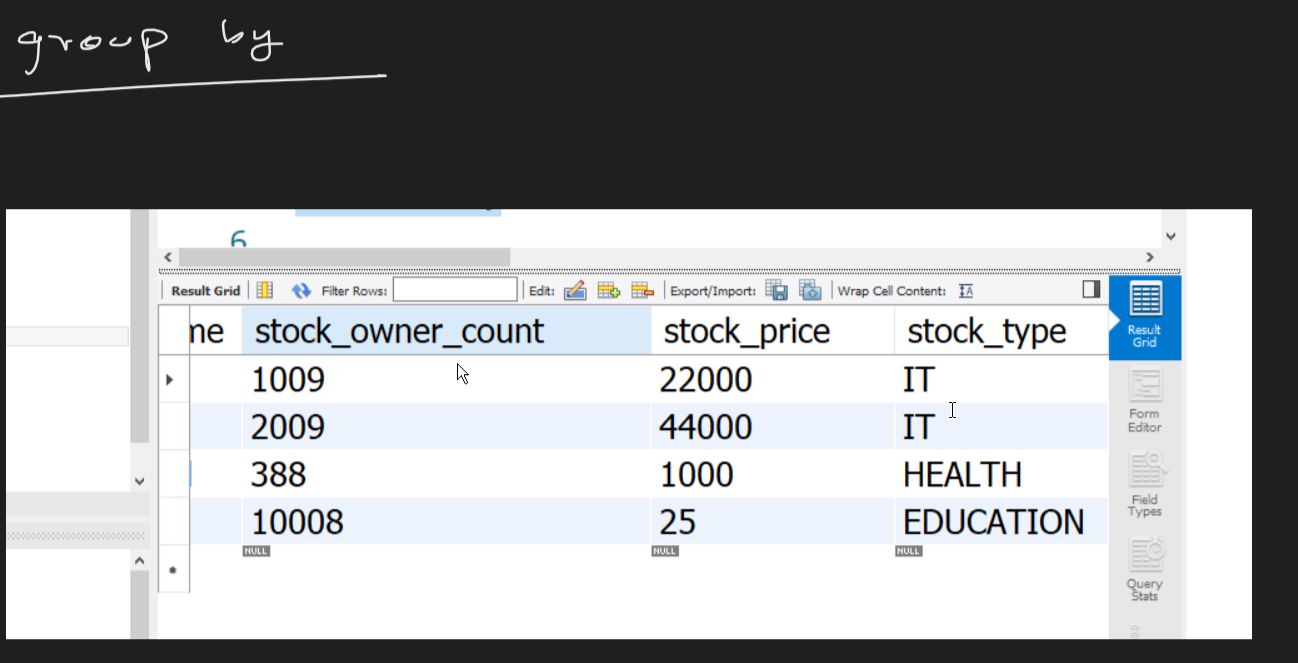 group by
6
Result Grid Filter Rows: Edit: Export/Import: Wrap Cell Content: IA
me stock_owner_count stock_price stock_type
1009 22000 IT
2009 44000 IT
388 1000 HEALTH
10008 25 EDUCATION
NULL NULL NULL
Result
Grid
Form
Editor
Field
Types
Query
Stats